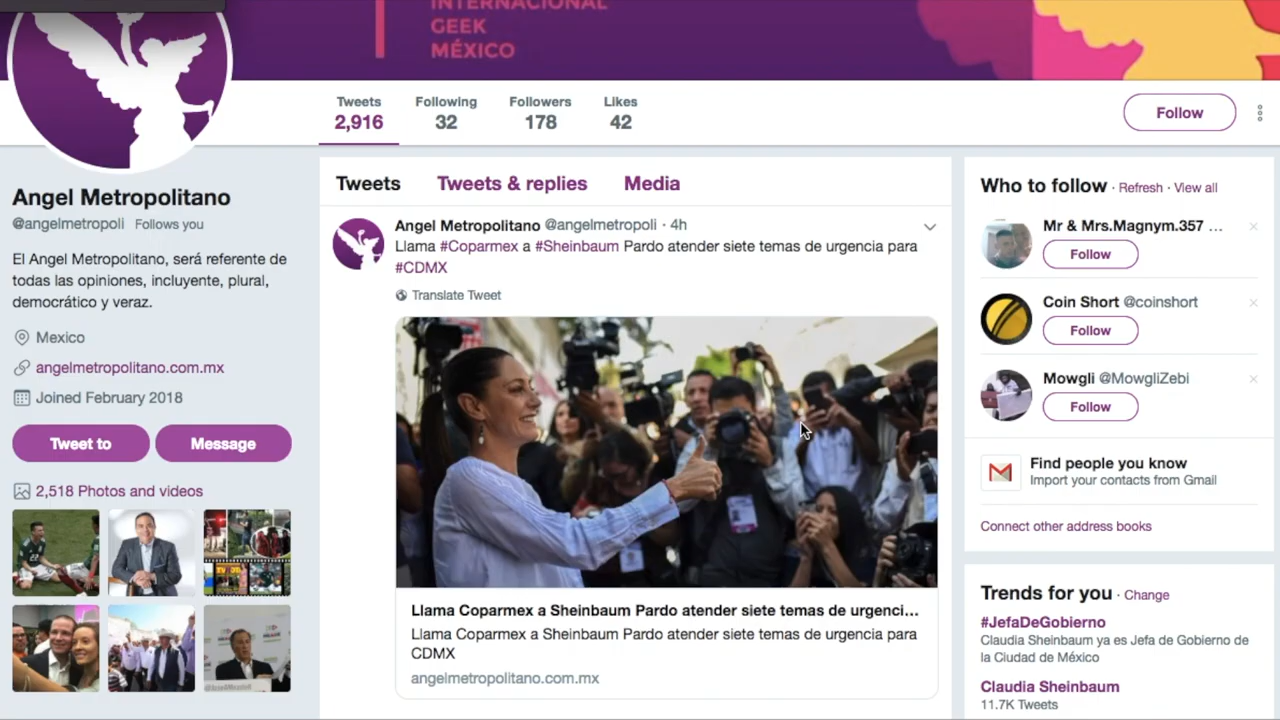 INTERNACIONAL
GEEK
MÉXICO
Tweets
2,916
Following
32
Followers
178
Likes
42
Follow
Angel Metropolitano
@angelmetropoli Follows you
El Angel Metropolitano, será referente de
todas las opiniones, incluyente, plural,
democrático y veraz.
Mexico
angelmetropolitano.com.mx
Joined February 2018
Tweet to
Message
2,518 Photos and videos
Tweets Tweets & replies Media
Angel Metropolitano @angelmetropoli · 4h
Llama #Coparmex a #Sheinbaum Pardo atender siete temas de urgencia para
#CDMX
Translate Tweet
Llama Coparmex a Sheinbaum Pardo atender siete temas de urgenci...
Llama Coparmex a Sheinbaum Pardo atender siete temas de urgencia para
CDMX
angelmetropolitano.com.mx
Who to follow · Refresh · View all
Mr & Mrs.Magnym.357 ...
Follow
Coin Short @coinshort
Follow
Mowgli @MowgliZebi
Follow
Find people you know
Import your contacts from Gmail
Connect other address books
Trends for you · Change
#JefaDeGobierno
Claudia Sheinbaum ya es Jefa de Gobierno de
la Ciudad de México
Claudia Sheinbaum
11.7K Tweets